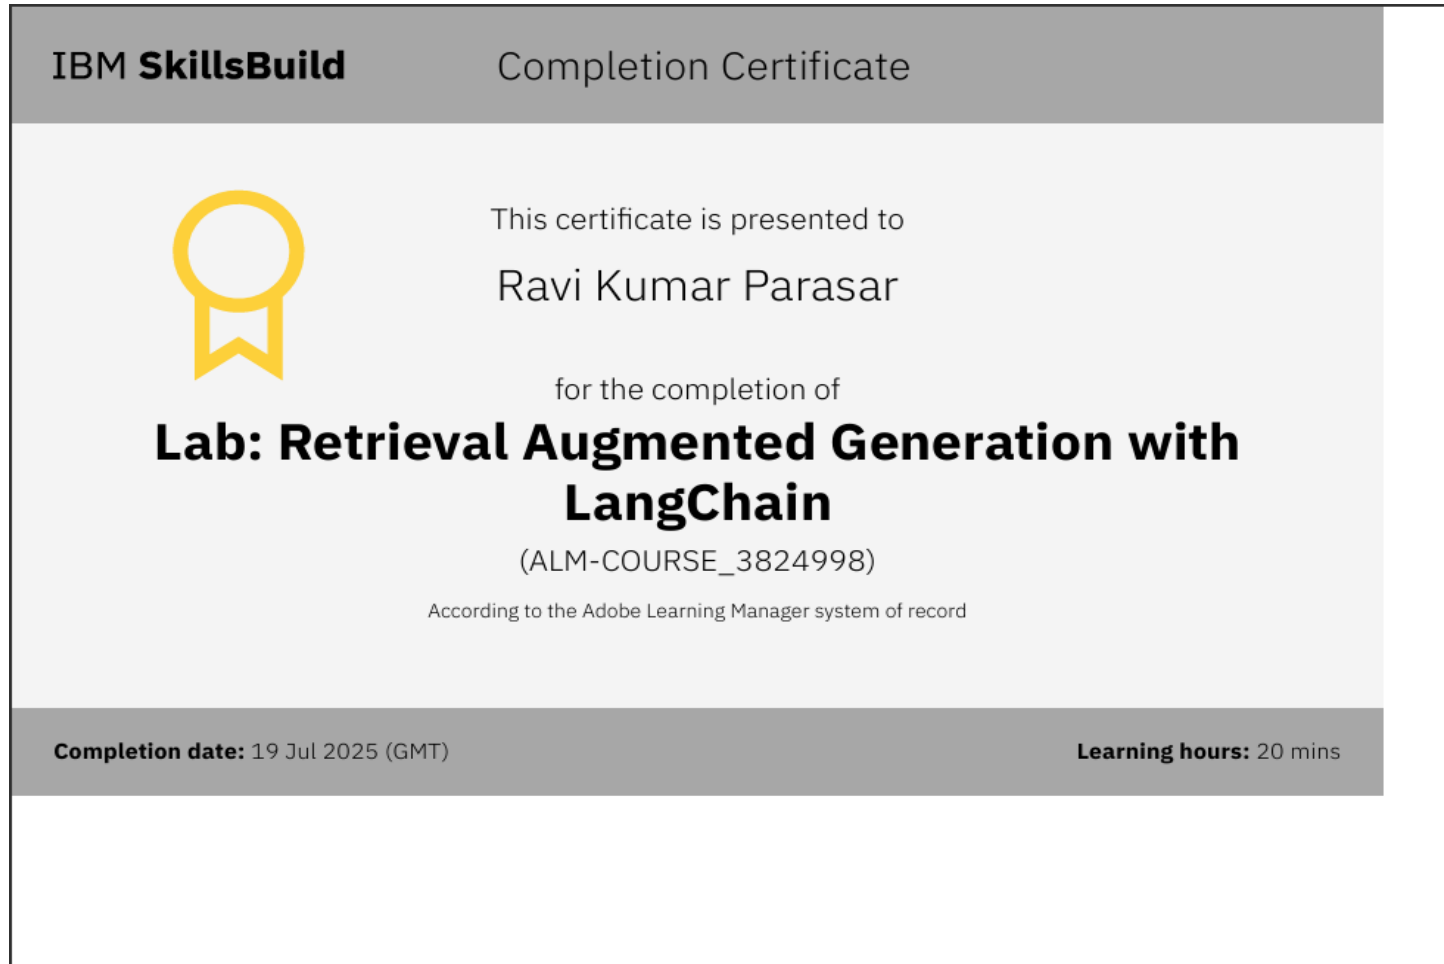 IBM SkillsBuild
Completion Certificate
This certificate is presented to
Ravi Kumar Parasar
for the completion of
Lab: Retrieval Augmented Generation with
LangChain
(ALM-COURSE_3824998)
According to the Adobe Learning Manager system of record
Completion date: 19 Jul 2025 (GMT)
Learning hours: 20 mins